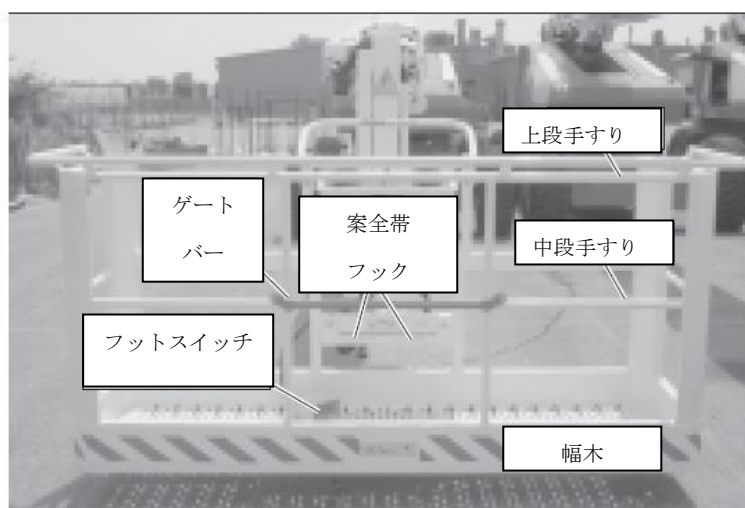 上段手すり
ゲート
バー
案全帯
フック
中段手すり
フットスイッチ
幅木